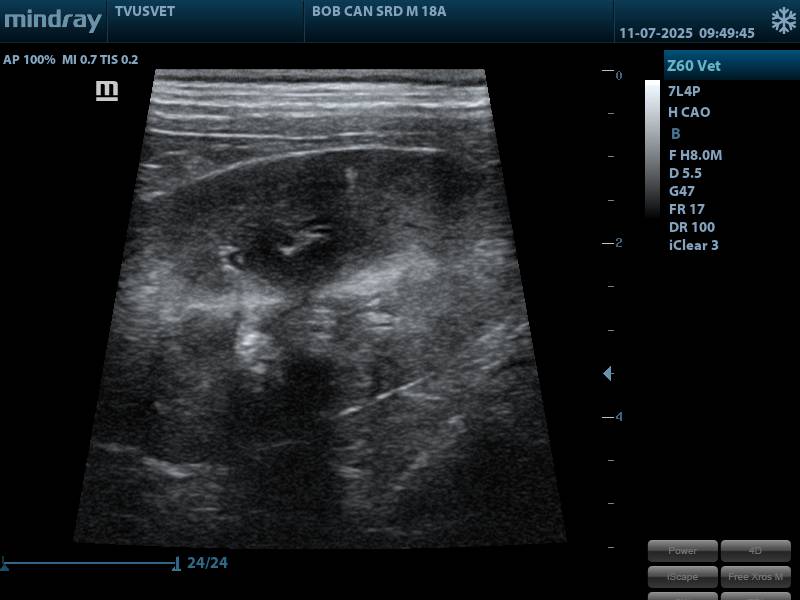 mindray
TVUSVET
BOB CAN SRD M 18A
11-07-2025 09:49:45
AP 100% MI 0.7 TIS 0.2
m
Z60 Vet
7L4P
H CAO
B
F H8.0M
D 5.5
G47
FR 17
DR 100
iClear 3
0
2
4
24/24
Power
4D
iScape
Free Xros M